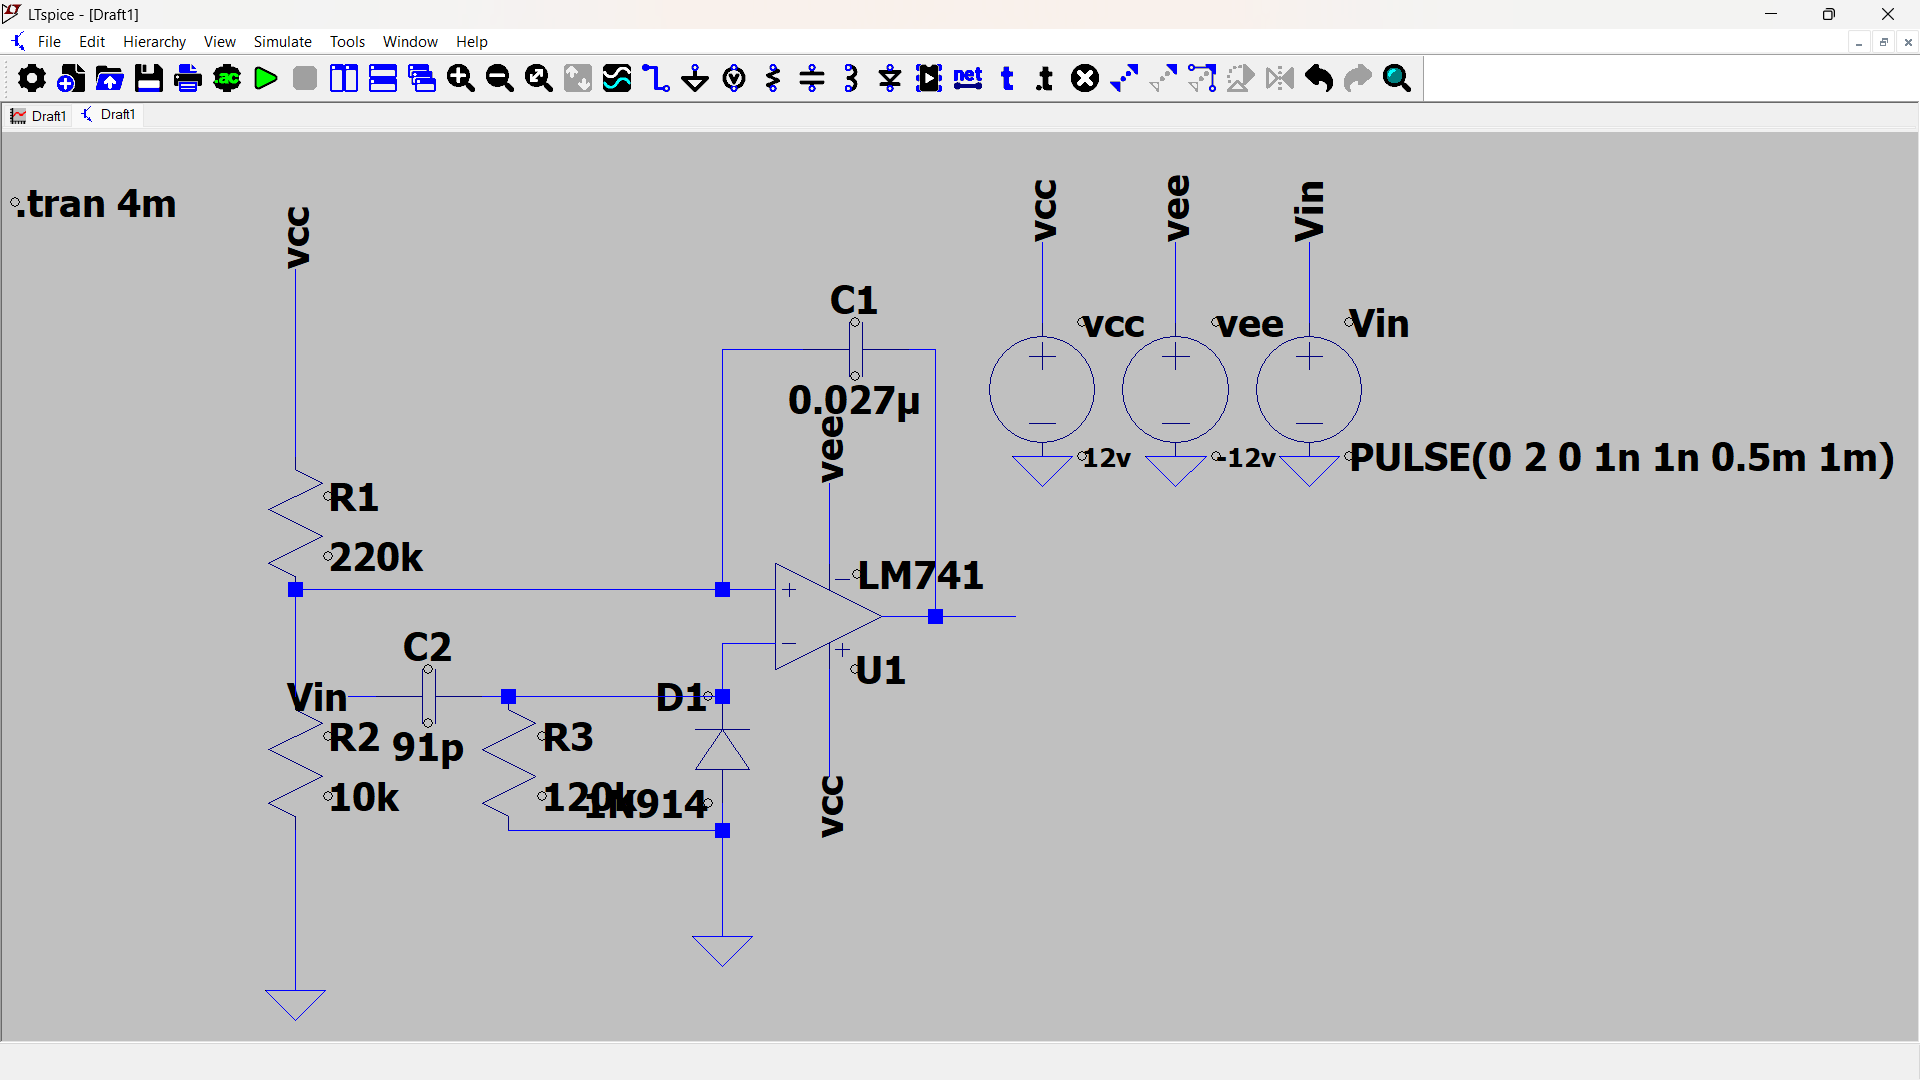 LTspice - [Draft1]
File Edit Hierarchy View Simulate Tools Window Help
.ac
net t .t
Draft1 Draft1
.tran 4m
vcc
vcc
vee
Vin
C1
vcc
vee
Vin
0.027µ
vee
12v
-12v
PULSE(0 2 0 1n 1n 0.5m 1m)
R1
220k
LM741
C2
U1
Vin
D1
R2
91p
R3
10k
120k
1N914
vcc